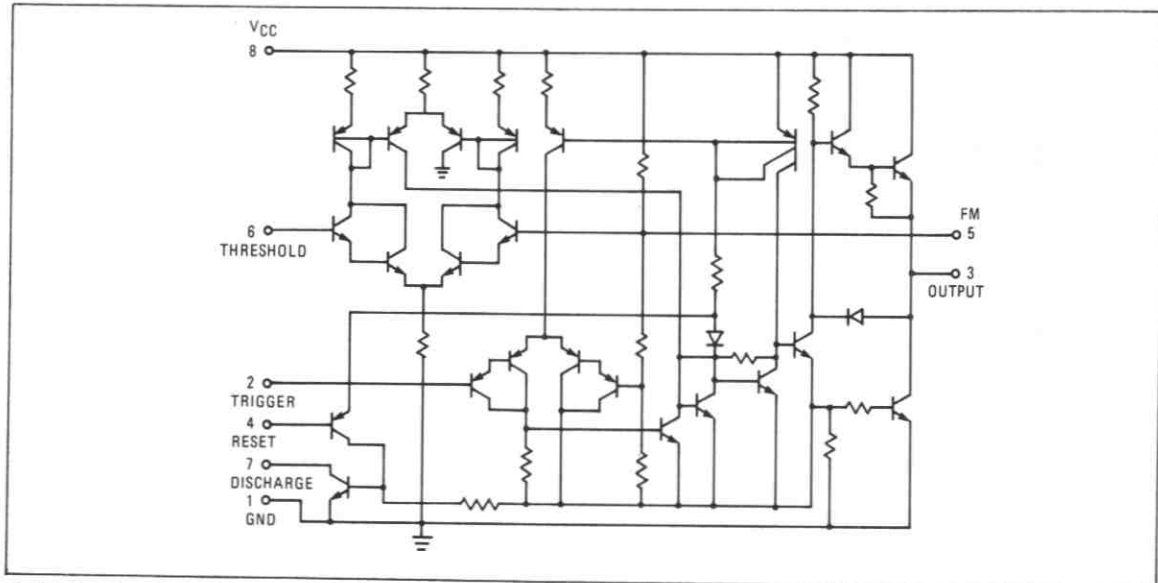 VCC
8
6
THRESHOLD
FM
5
3
OUTPUT
2
TRIGGER
4
RESET
7
DISCHARGE
1
GND